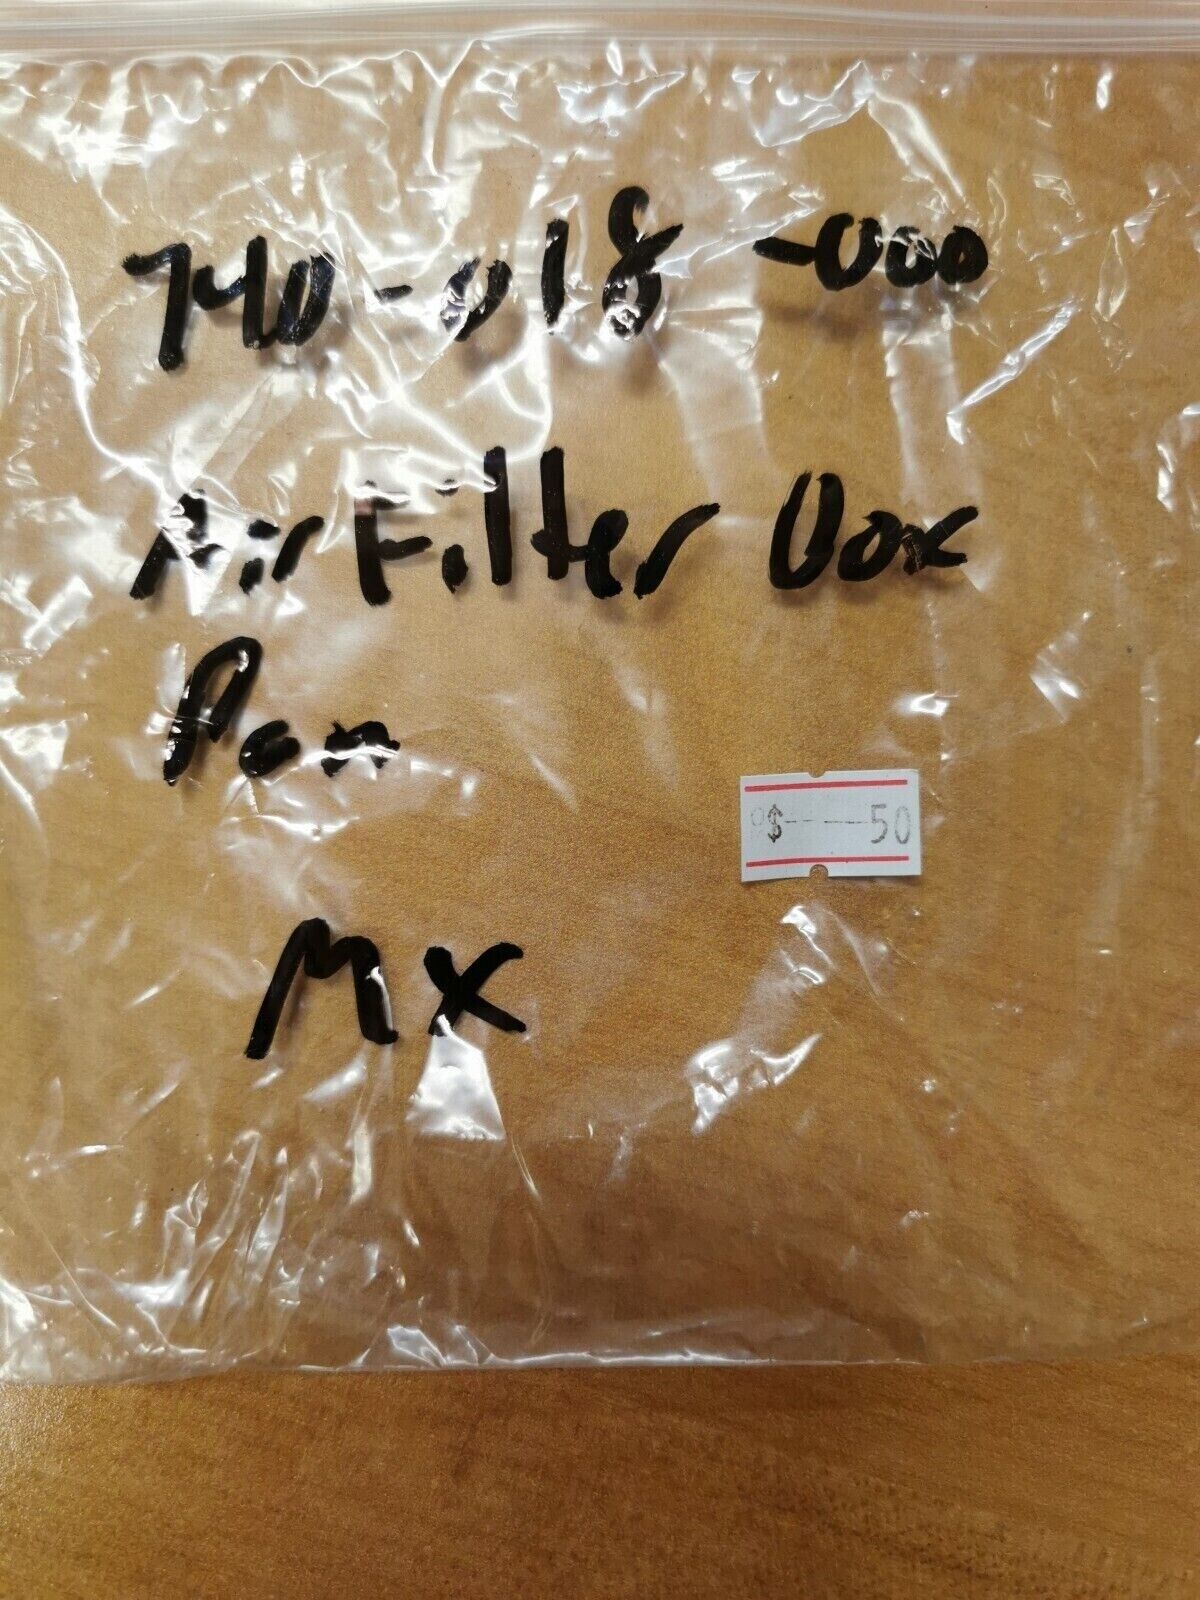 740-018-000
Air Filter Box
Pan
$-----50
MX